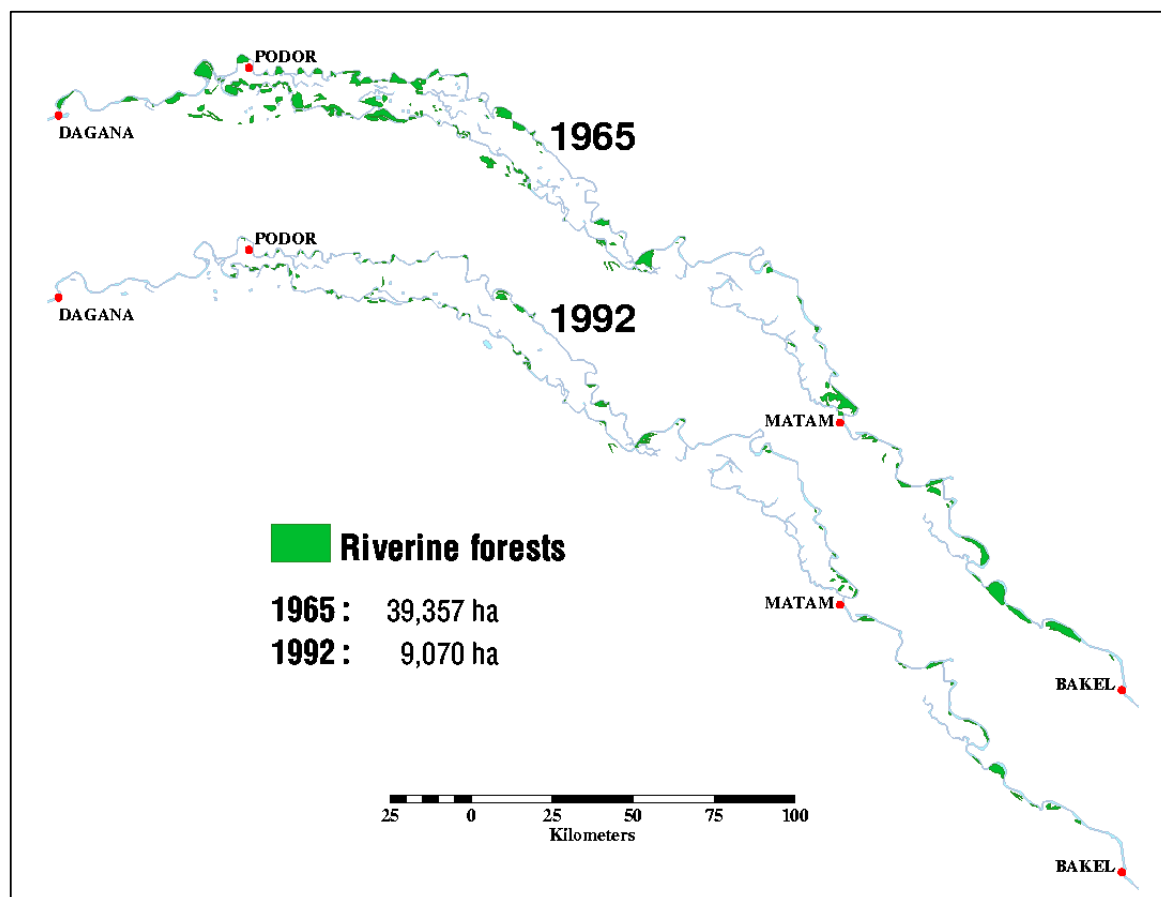 PODOR
DAGANA
1965
PODOR
DAGANA
1992
MATAM
Riverine forests
1965 : 39,357 ha
1992 : 9,070 ha
MATAM
BAKEL
25 0 25 50 75 100
Kilometers
BAKEL